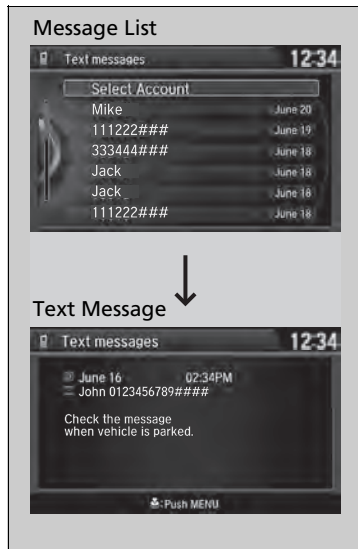 Message List
Text messages 12:34
Select Account
Mike June 20
111222### June 19
333444### June 18
Jack June 18
Jack June 18
111222### June 18
Text Message
Text messages 12:34
June 16 02:34PM
John 0123456789####
Check the message
when vehicle is parked.
:Push MENU